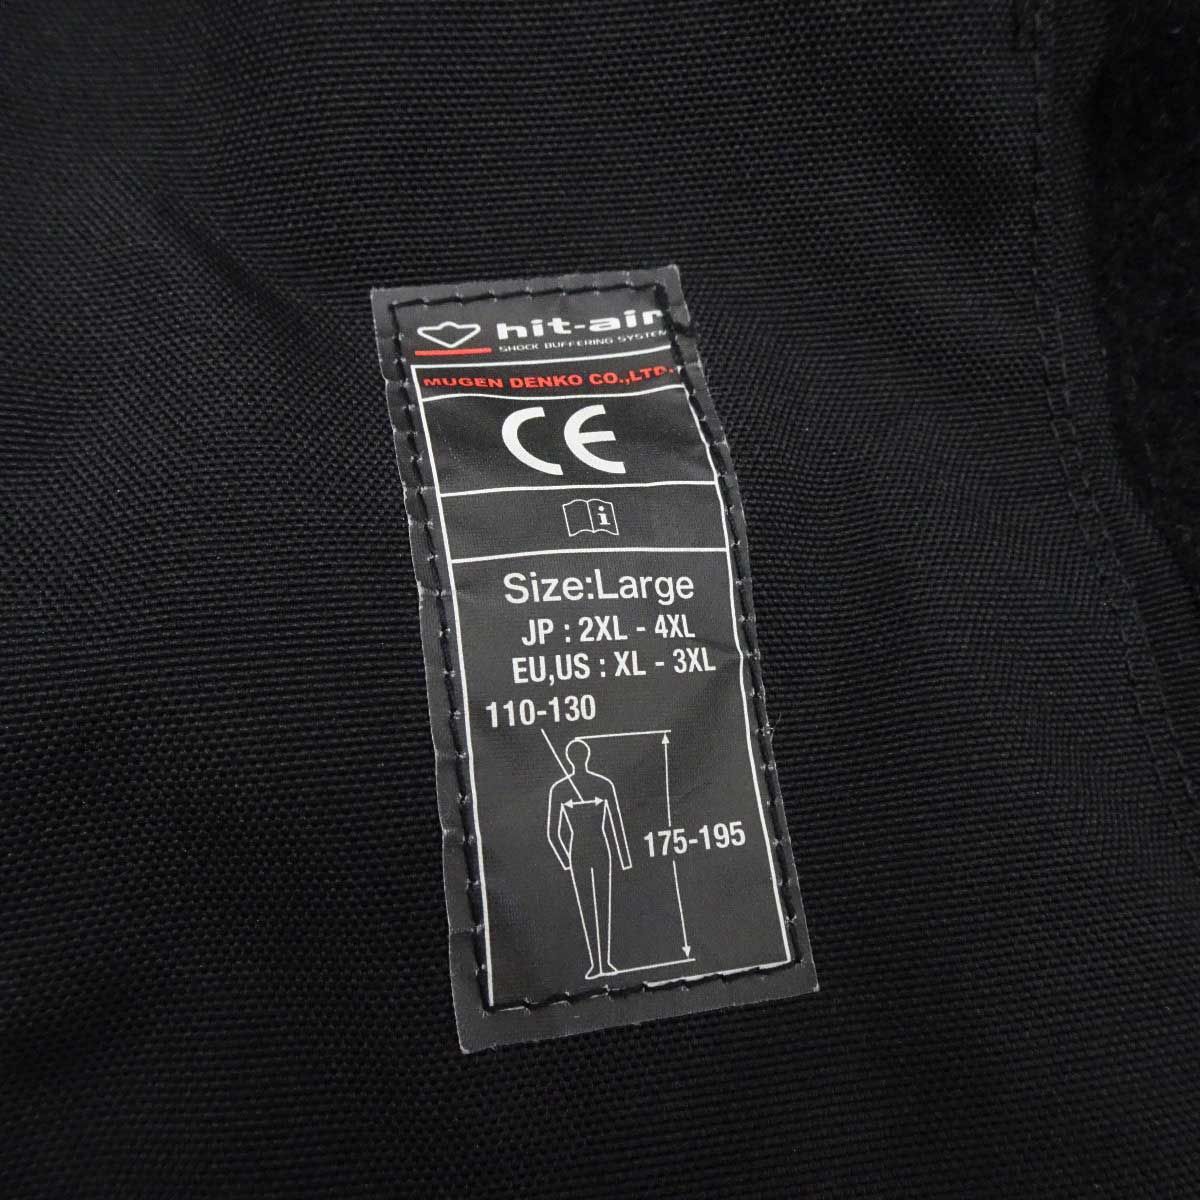 hit-air
SHOCK BUFFERING SYSTEM
MUGEN DENKO CO.,LTD.
CE
i
Size:Large
JP : 2XL - 4XL
EU,US : XL - 3XL
110-130
175-195